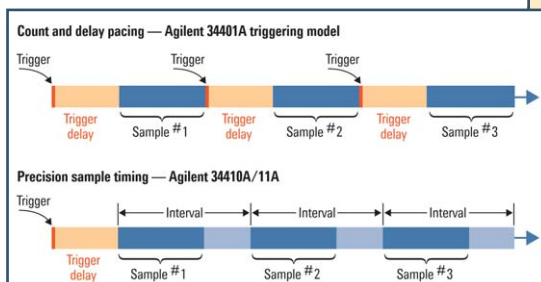 Count and delay pacing — Agilent 34401A triggering model
Trigger Trigger Trigger
Trigger delay Sample #1 Trigger delay Sample #2 Trigger delay Sample #3
Precision sample timing — Agilent 34410A/11A
Trigger
Interval Interval Interval
Trigger delay Sample #1 Sample #2 Sample #3